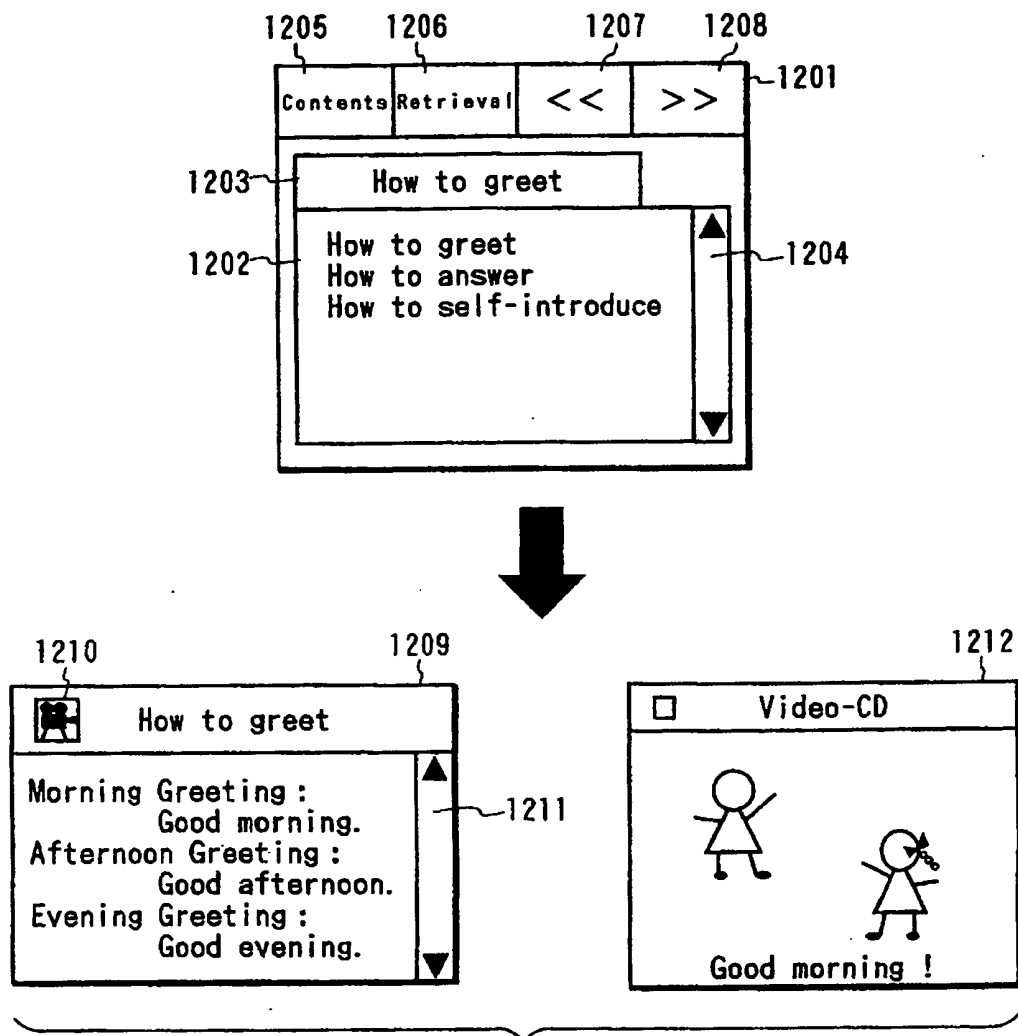 1205 1206 1207 1208
1201
Contents Retrieval << >>
1203 How to greet
1202
How to greet
How to answer
How to self-introduce
1204
1210 1209 1212
How to greet
Video-CD
Morning Greeting :
Good morning.
1211
Afternoon Greeting :
Good afternoon.
Evening Greeting :
Good evening.
Good morning !